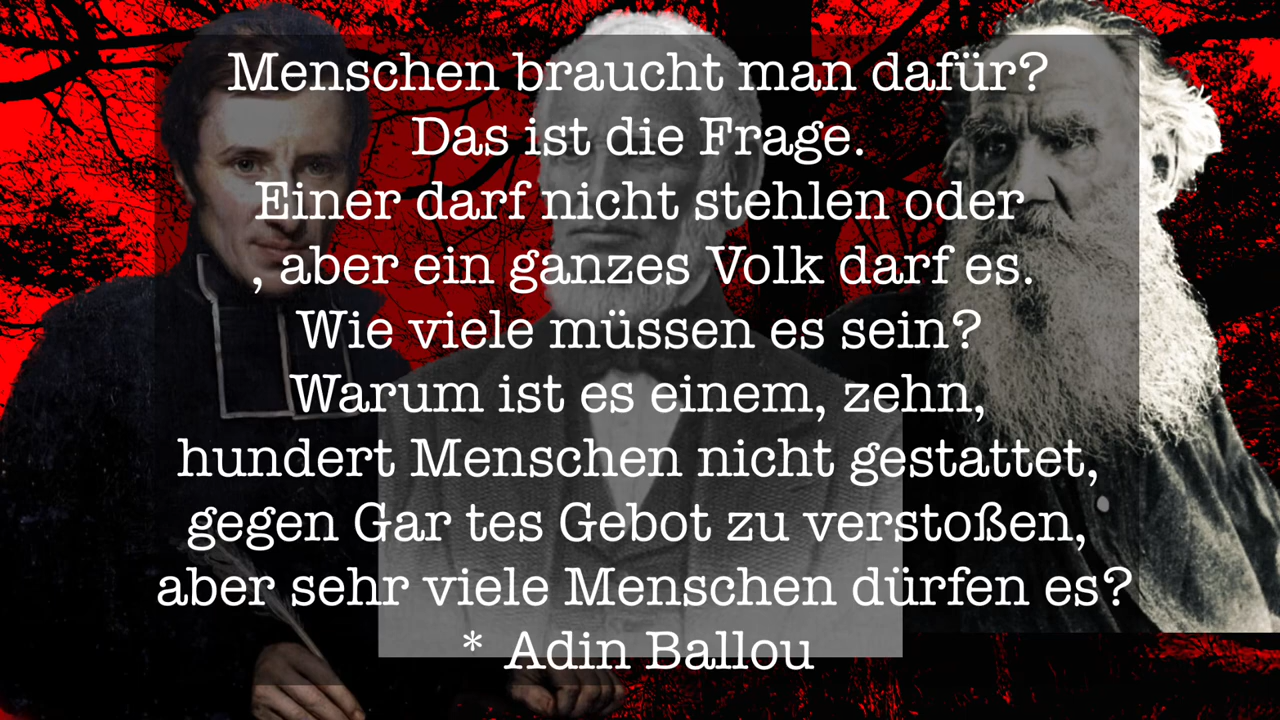 Menschen braucht man dafür?
Das ist die Frage.
Einer darf nicht stehlen oder
, aber ein ganzes Volk darf es.
Wie viele müssen es sein?
Warum ist es einem, zehn,
hundert Menschen nicht gestattet,
gegen Gar tes Gebot zu verstoßen,
aber sehr viele Menschen dürfen es?
* Adin Ballou